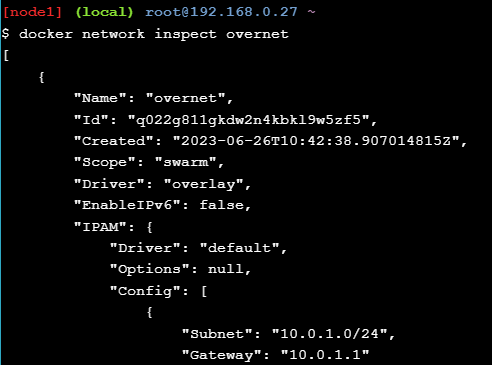 [node1] (local) root@192.168.0.27 ~
$ docker network inspect overnet
[
    {
        "Name": "overnet",
        "Id": "q022g811gkdw2n4kbkl9w5zf5",
        "Created": "2023-06-26T10:42:38.907014815Z",
        "Scope": "swarm",
        "Driver": "overlay",
        "EnableIPv6": false,
        "IPAM": {
            "Driver": "default",
            "Options": null,
            "Config": [
                {
                    "Subnet": "10.0.1.0/24",
                    "Gateway": "10.0.1.1"